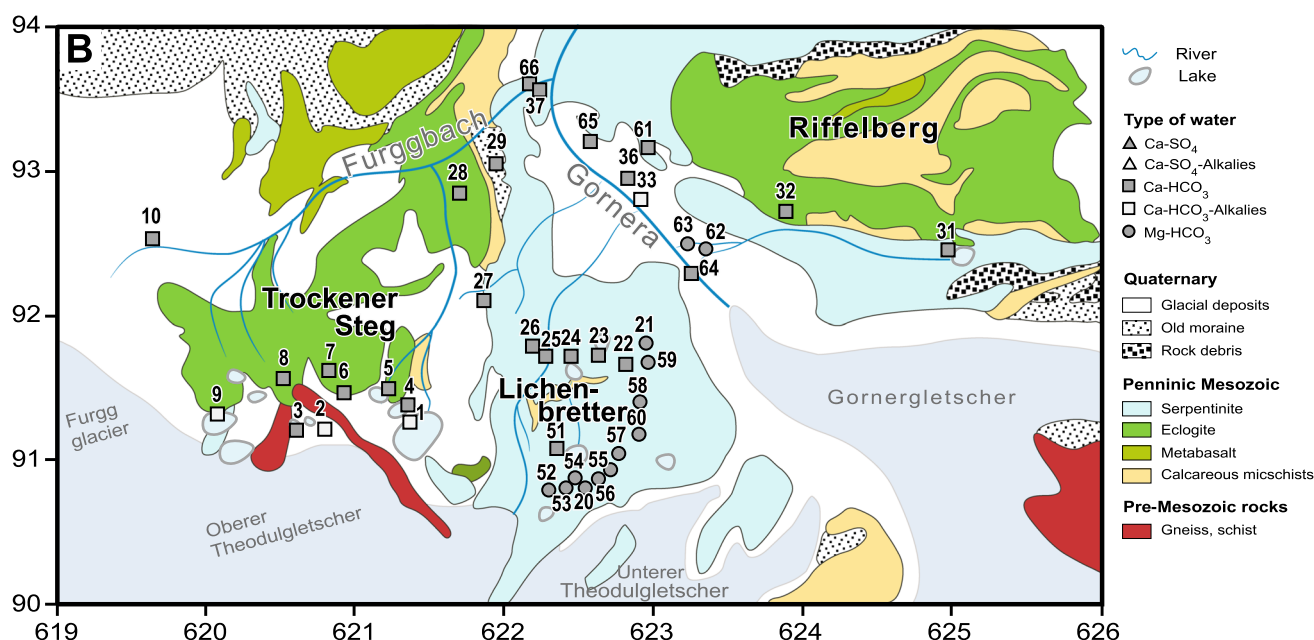 94
93
92
91
90
B
66
37
65
61
36
33
29
28
10
Furggbach
Gornera
Riffelberg
32
31
63
62
64
27
Trockener
Steg
26
25
24
23
22
21
59
58
60
57
8
7
6
5
4
1
9
3
2
Lichen-
bretter
51
52
54
55
53
20
56
Furgg
glacier
Gornergletscher
Oberer
Theodulgletscher
Unterer
Theodulgletscher
619
620
621
622
623
624
625
626
River
Lake
Type of water
Ca-SO4
Ca-SO4-Alkalies
Ca-HCO3
Ca-HCO3-Alkalies
Mg-HCO3
Quaternary
Glacial deposits
Old moraine
Rock debris
Penninic Mesozoic
Serpentinite
Eclogite
Metabasalt
Calcareous micschists
Pre-Mesozoic rocks
Gneiss, schist